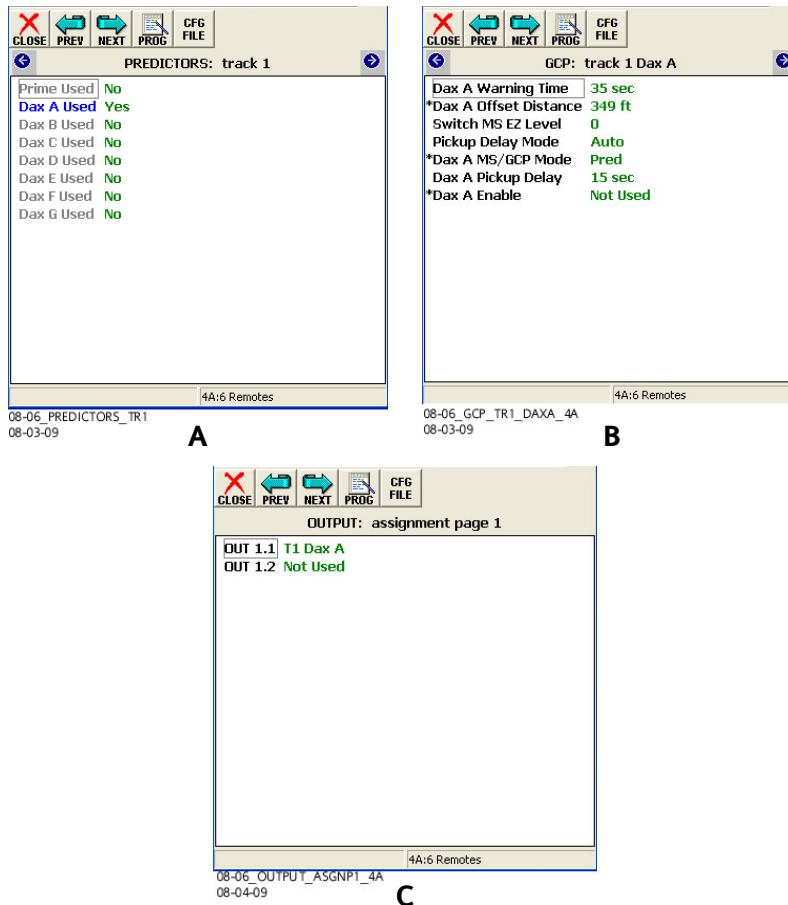 CLOSE PREV NEXT PROG CFG FILE
PREDICTORS: track 1
Prime Used No
Dax A Used Yes
Dax B Used No
Dax C Used No
Dax D Used No
Dax E Used No
Dax F Used No
Dax G Used No
4A:6 Remotes
08-06_PREDICTORS_TR1
08-03-09
A
CLOSE PREV NEXT PROG CFG FILE
GCP: track 1 Dax A
Dax A Warning Time 35 sec
*Dax A Offset Distance 349 ft
Switch MS EZ Level 0
Pickup Delay Mode Auto
*Dax A MS/GCP Mode Pred
Dax A Pickup Delay 15 sec
*Dax A Enable Not Used
4A:6 Remotes
08-06_GCP_TR1_DAXA_4A
08-03-09
B
CLOSE PREV NEXT PROG CFG FILE
OUTPUT: assignment page 1
OUT 1.1 T1 Dax A
OUT 1.2 Not Used
4A:6 Remotes
08-06_OUTPUT_ASGNP1_4A
08-04-09
C